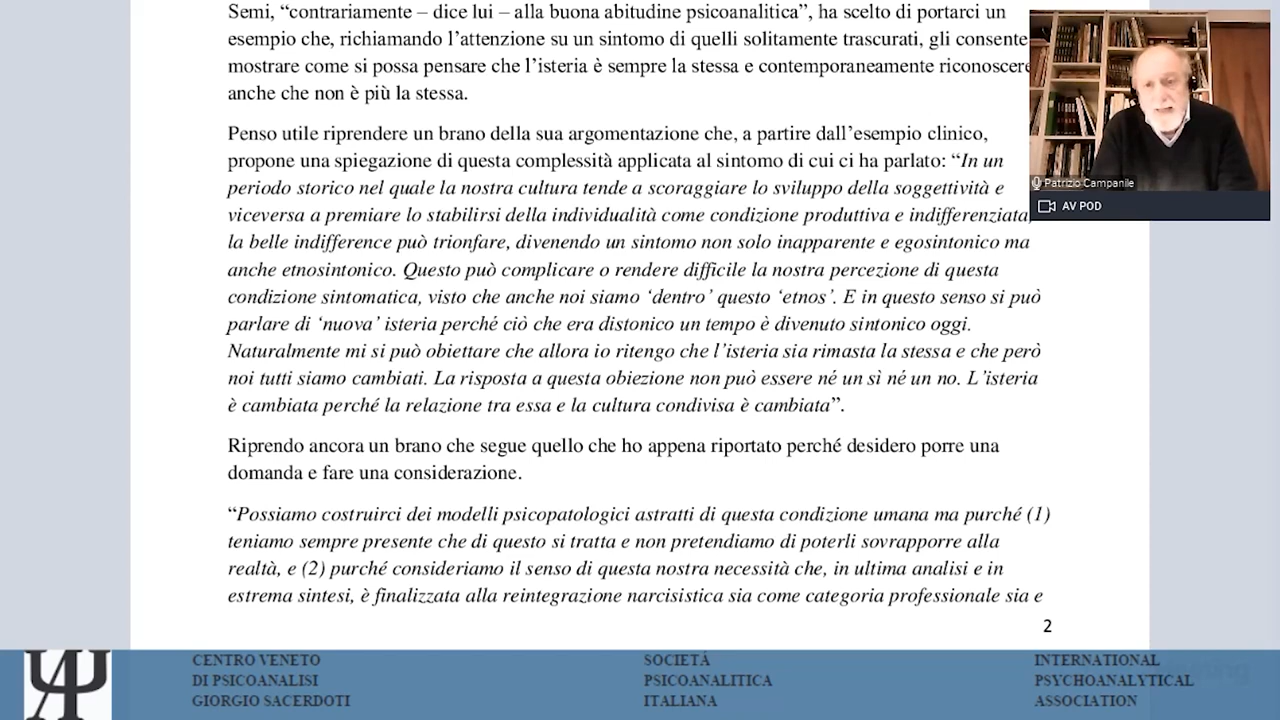 Semi, “contrariamente – dice lui – alla buona abitudine psicoanalitica”, ha scelto di portarci un
esempio che, richiamando l’attenzione su un sintomo di quelli solitamente trascurati, gli consente
mostrare come si possa pensare che l’isteria è sempre la stessa e contemporaneamente riconoscere
anche che non è più la stessa.
Penso utile riprendere un brano della sua argomentazione che, a partire dall’esempio clinico,
propone una spiegazione di questa complessità applicata al sintomo di cui ci ha parlato: “In un
periodo storico nel quale la nostra cultura tende a scoraggiare lo sviluppo della soggettività e
viceversa a premiare lo stabilirsi della individualità come condizione produttiva e indifferenziata,
la belle indifference può trionfare, divenendo un sintomo non solo inapparente e egosintonico ma
anche etnosintonico. Questo può complicare o rendere difficile la nostra percezione di questa
condizione sintomatica, visto che anche noi siamo ‘dentro’ questo ‘etnos’. E in questo senso si può
parlare di ‘nuova’ isteria perché ciò che era distonico un tempo è divenuto sintonico oggi.
Naturalmente mi si può obiettare che allora io ritengo che l’isteria sia rimasta la stessa e che però
noi tutti siamo cambiati. La risposta a questa obiezione non può essere né un sì né un no. L’isteria
è cambiata perché la relazione tra essa e la cultura condivisa è cambiata”.
Riprendo ancora un brano che segue quello che ho appena riportato perché desidero porre una
domanda e fare una considerazione.
“Possiamo costruirci dei modelli psicopatologici astratti di questa condizione umana ma purché (1)
teniamo sempre presente che di questo si tratta e non pretendiamo di poterli sovrapporre alla
realtà, e (2) purché consideriamo il senso di questa nostra necessità che, in ultima analisi e in
estrema sintesi, è finalizzata alla reintegrazione narcisistica sia come categoria professionale sia e
2
Patrizio Campanile
AV POD
CENTRO VENETO
DI PSICOANALISI
GIORGIO SACERDOTI
SOCIETÀ
PSICOANALITICA
ITALIANA
INTERNATIONAL
PSYCHOANALYTICAL
ASSOCIATION